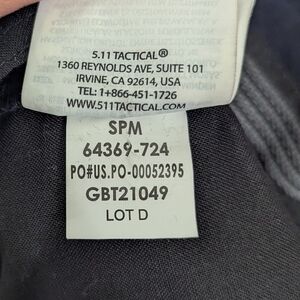 5.11 TACTICAL®
1360 REYNOLDS AVE, SUITE 101
IRVINE, CA 92614, USA
TEL: 1+866-451-1726
WWW.511TACTICAL.COM
SPM
64369-724
PO#US.PO-00052395
GBT21049
LOT D